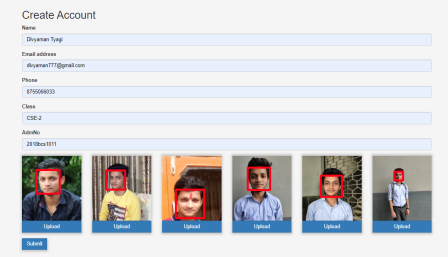 Create Account
Name
Divyaman Tyagi
Email address
divyaman777@gmail.com
Phone
8755066033
Class
CSE-2
AdmNo
2018bcs1011
Upload Upload Upload Upload Upload Upload
Submit